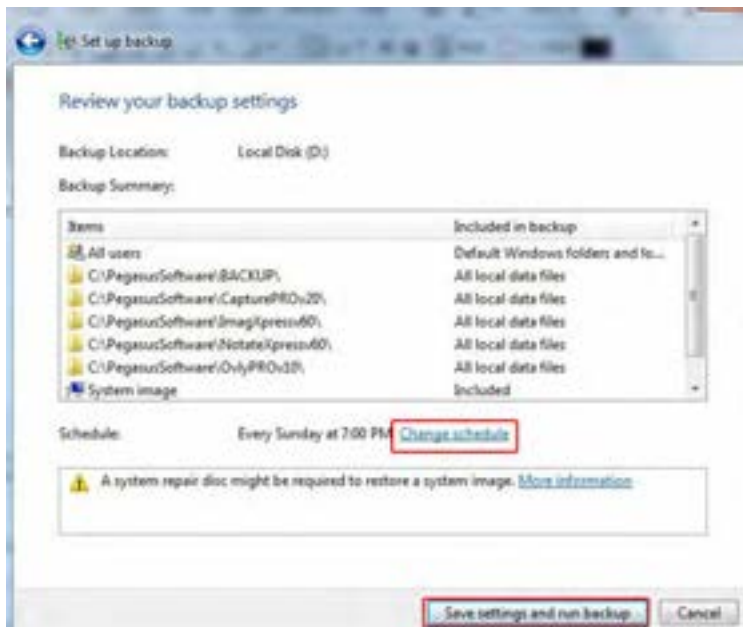 Set up backup
Review your backup settings
Backup Location: Local Disk (D:)
Backup Summary:
Items Included in backup
All users Default Windows folders and lo...
C:\PegasusSoftware\BACKUP\ All local data files
C:\PegasusSoftware\CapturePROv20\ All local data files
C:\PegasusSoftware\ImagXpressv60\ All local data files
C:\PegasusSoftware\NotateXpressv60\ All local data files
C:\PegasusSoftware\OvlyPROv10\ All local data files
System image Included
Schedule: Every Sunday at 7:00 PM Change schedule
A system repair disc might be required to restore a system image. More information
Save settings and run backup Cancel